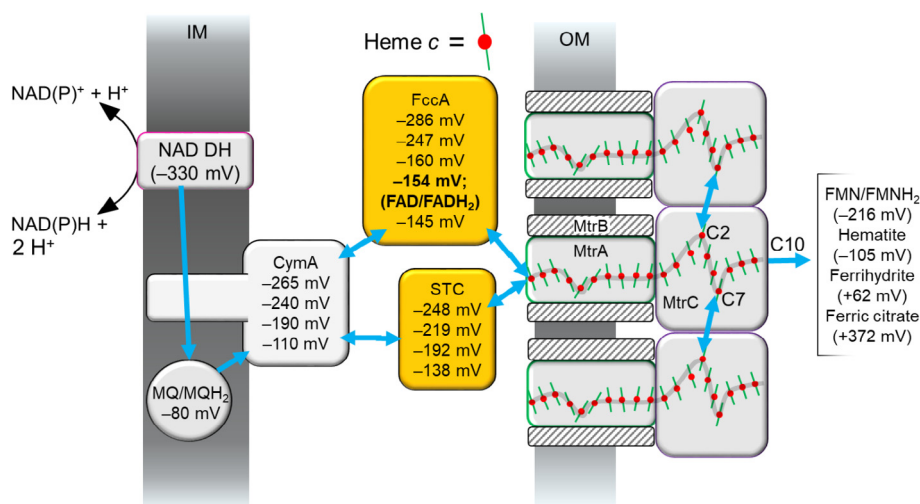 IM
Heme c =
OM
NAD(P)⁺ + H⁺
NAD DH
(–330 mV)
NAD(P)H +
2 H⁺
FccA
–286 mV
–247 mV
–160 mV
–154 mV;
(FAD/FADH₂)
–145 mV
CymA
–265 mV
–240 mV
–190 mV
–110 mV
STC
–248 mV
–219 mV
–192 mV
–138 mV
MQ/MQH₂
–80 mV
MtrB
MtrA
C2
C10
MtrC
C7
FMN/FMNH₂
(–216 mV)
Hematite
(–105 mV)
Ferrihydrite
(+62 mV)
Ferric citrate
(+372 mV)